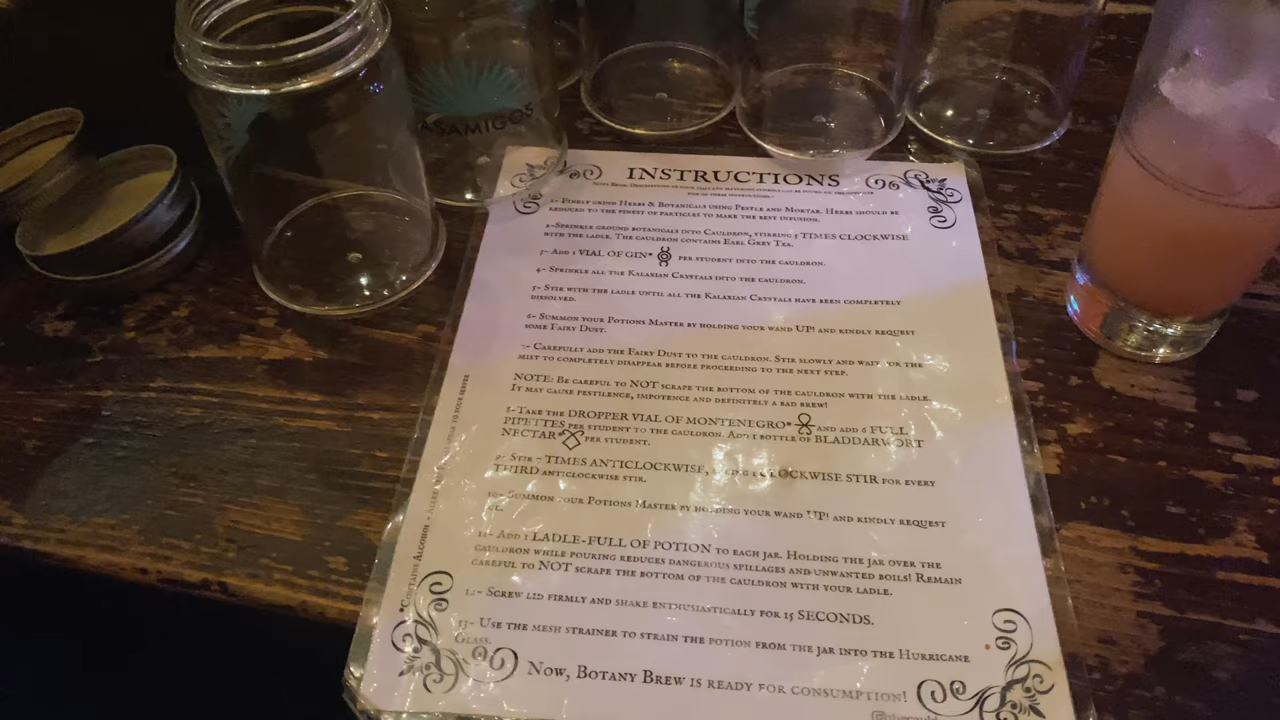 ASAMIGOS
INSTRUCTIONS
1- Finely grind Herbs & Botanicals using Pestle and Mortar. Herbs should be
reduced to the finest of particles to make the best infusion.
2-Sprinkle ground botanicals into Cauldron, stirring 5 TIMES CLOCKWISE
with the ladle. The cauldron contains Earl Grey Tea.
3- Add 1 VIAL OF GIN* per student into the cauldron.
4- Sprinkle all the Kalaxian Crystals into the cauldron.
5- Stir with the ladle until all the Kalaxian Crystals have been completely
dissolved.
6- Summon your Potions Master by holding your wand UP! and kindly request
some Fairy Dust.
7- Carefully add the Fairy Dust to the cauldron. Stir slowly and wait for the
mist to completely disappear before proceeding to the next step.
NOTE: Be careful to NOT scrape the bottom of the cauldron with the ladle.
It may cause pestilence, impotence and definitely a bad brew!
8-Take the DROPPER VIAL OF MONTENEGRO* and add 6 FULL
PIPETTES per student to the cauldron. Add 1 bottle of BLADDARWORT
NECTAR* per student.
9- Stir 7 TIMES ANTICLOCKWISE, 1 CLOCKWISE STIR for every
THIRD anticlockwise stir.
10- Summon your Potions Master by holding your wand UP! and kindly request
11- Add 1 LADLE-FULL OF POTION to each jar. Holding the jar over the
cauldron while pouring reduces dangerous spillages and unwanted boils! Remain
careful to NOT scrape the bottom of the cauldron with your ladle.
12- Screw lid firmly and shake enthusiastically for 15 SECONDS.
13- Use the mesh strainer to strain the potion from the jar into the Hurricane
Glass.
Now, Botany Brew is ready for consumption!
*Contains Alcohol - to your server